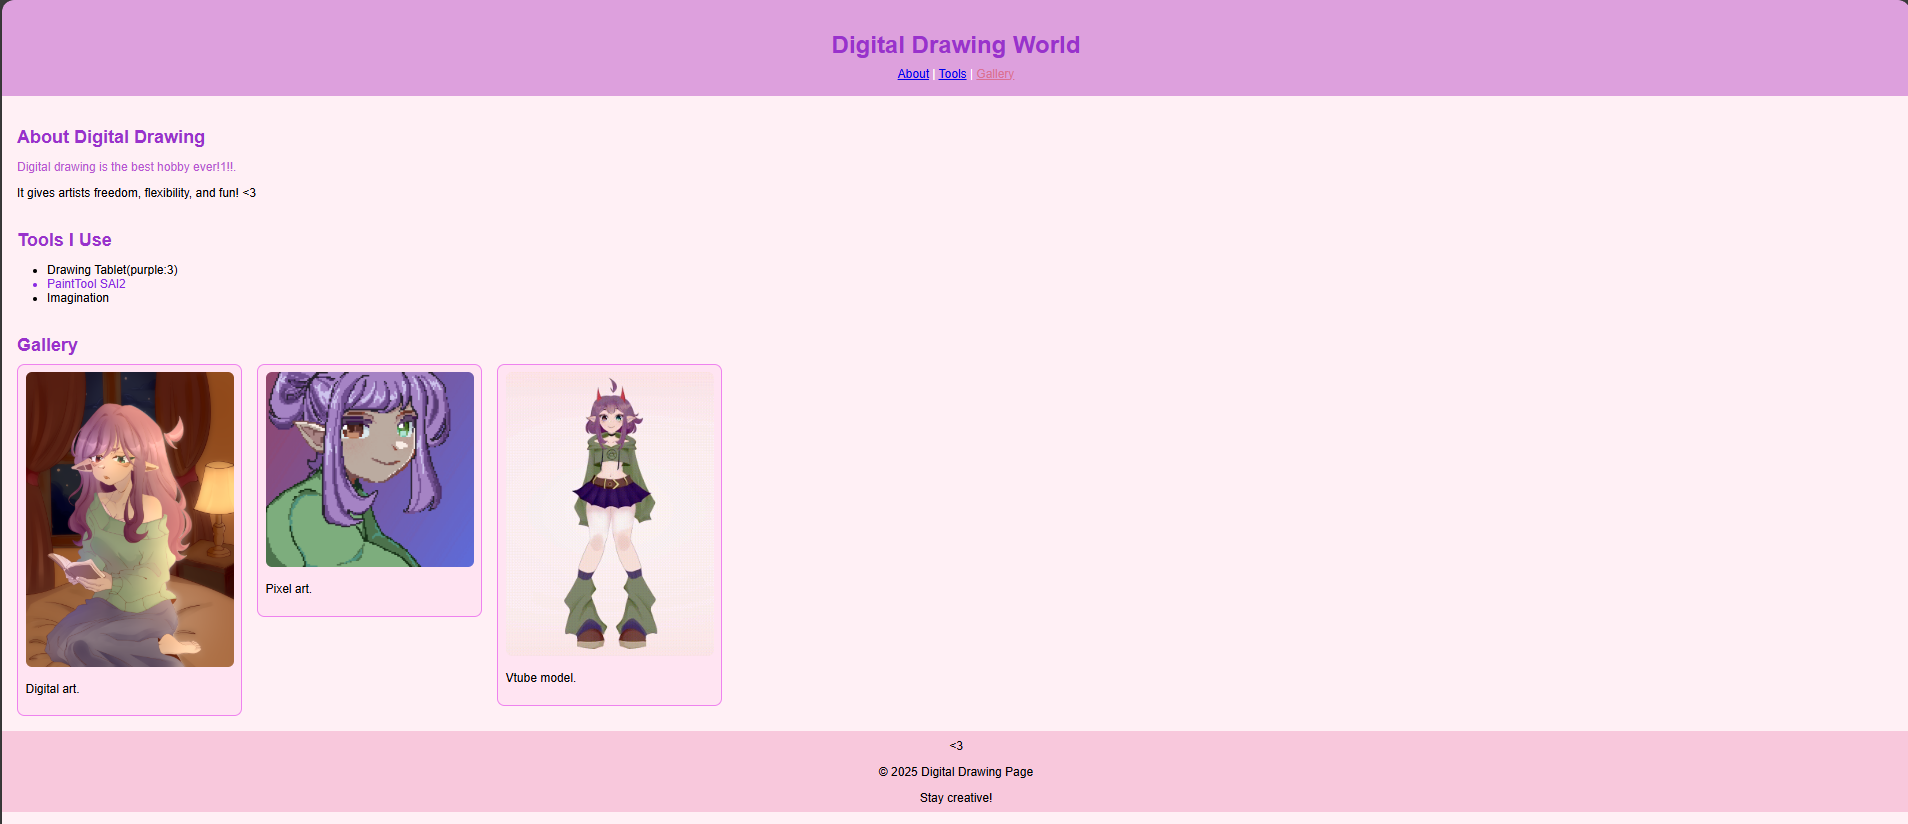 Digital Drawing World
About | Tools | Gallery
About Digital Drawing
Digital drawing is the best hobby ever!1!!.
It gives artists freedom, flexibility, and fun! <3
Tools I Use
Drawing Tablet(purple:3)
PaintTool SAI2
Imagination
Gallery
Digital art.
Pixel art.
Vtube model.
<3
© 2025 Digital Drawing Page
Stay creative!